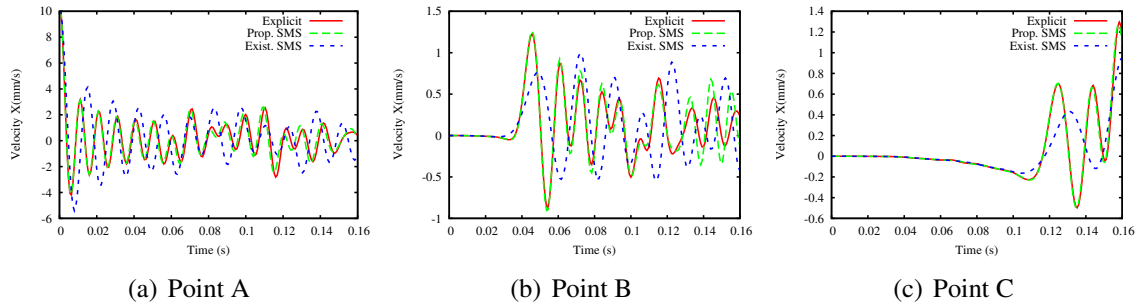 10
8
6
4
2
0
-2
-4
-6
Velocity X(mm/s)
0 0.02 0.04 0.06 0.08 0.1 0.12 0.14 0.16
Time (s)
Explicit
Prop. SMS
Exist. SMS
(a) Point A
1.5
1
0.5
0
-0.5
-1
Velocity X(mm/s)
0.00 0.02 0.04 0.06 0.08 0.1 0.12 0.14 0.16
Time (s)
Explicit
Prop. SMS
Exist. SMS
(b) Point B
1.4
1.2
1
0.8
0.6
0.4
0.2
0
-0.2
-0.4
-0.6
Velocity X(mm/s)
0 0.02 0.04 0.06 0.08 0.1 0.12 0.14 0.16
Time (s)
Explicit
Prop. SMS
Exist. SMS
(c) Point C